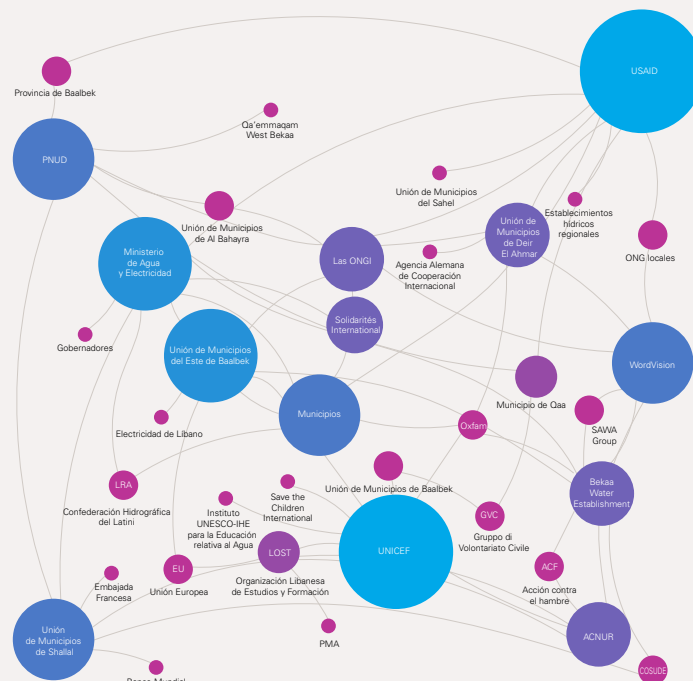 USAID
Provincia de Baalbek
Qa'emmaqam
West Bekaa
PNUD
Unión de Municipios
del Sahel
Establecimientos
hídricos
regionales
Unión de Municipios
de Al Bahayra
Unión de
Municipios
de Deir
El Ahmar
ONG locales
Ministerio
de Agua
y Electricidad
Las ONGI
Agencia Alemana
de Cooperación
Internacional
Solidarités
International
Gobernadores
Unión de Municipios
del Este de Baalbek
WordVision
Municipio de Qaa
Municipios
Electricidad de Líbano
Oxfam
SAWA
Group
LRA
Confederación Hidrográfica
del Latini
Save the
Children
International
Unión de Municipios de Baalbek
Bekaa
Water
Establishment
Instituto
UNESCO-IHE
para la Educación
relativa al Agua
GVC
Gruppo di
Volontariato Civile
UNICEF
LOST
Organización Libanesa
de Estudios y Formación
EU
Unión Europea
Embajada
Francesa
ACF
Acción contra
el hambre
PMA
Unión
de Municipios
de Shallal
ACNUR
COSUDE